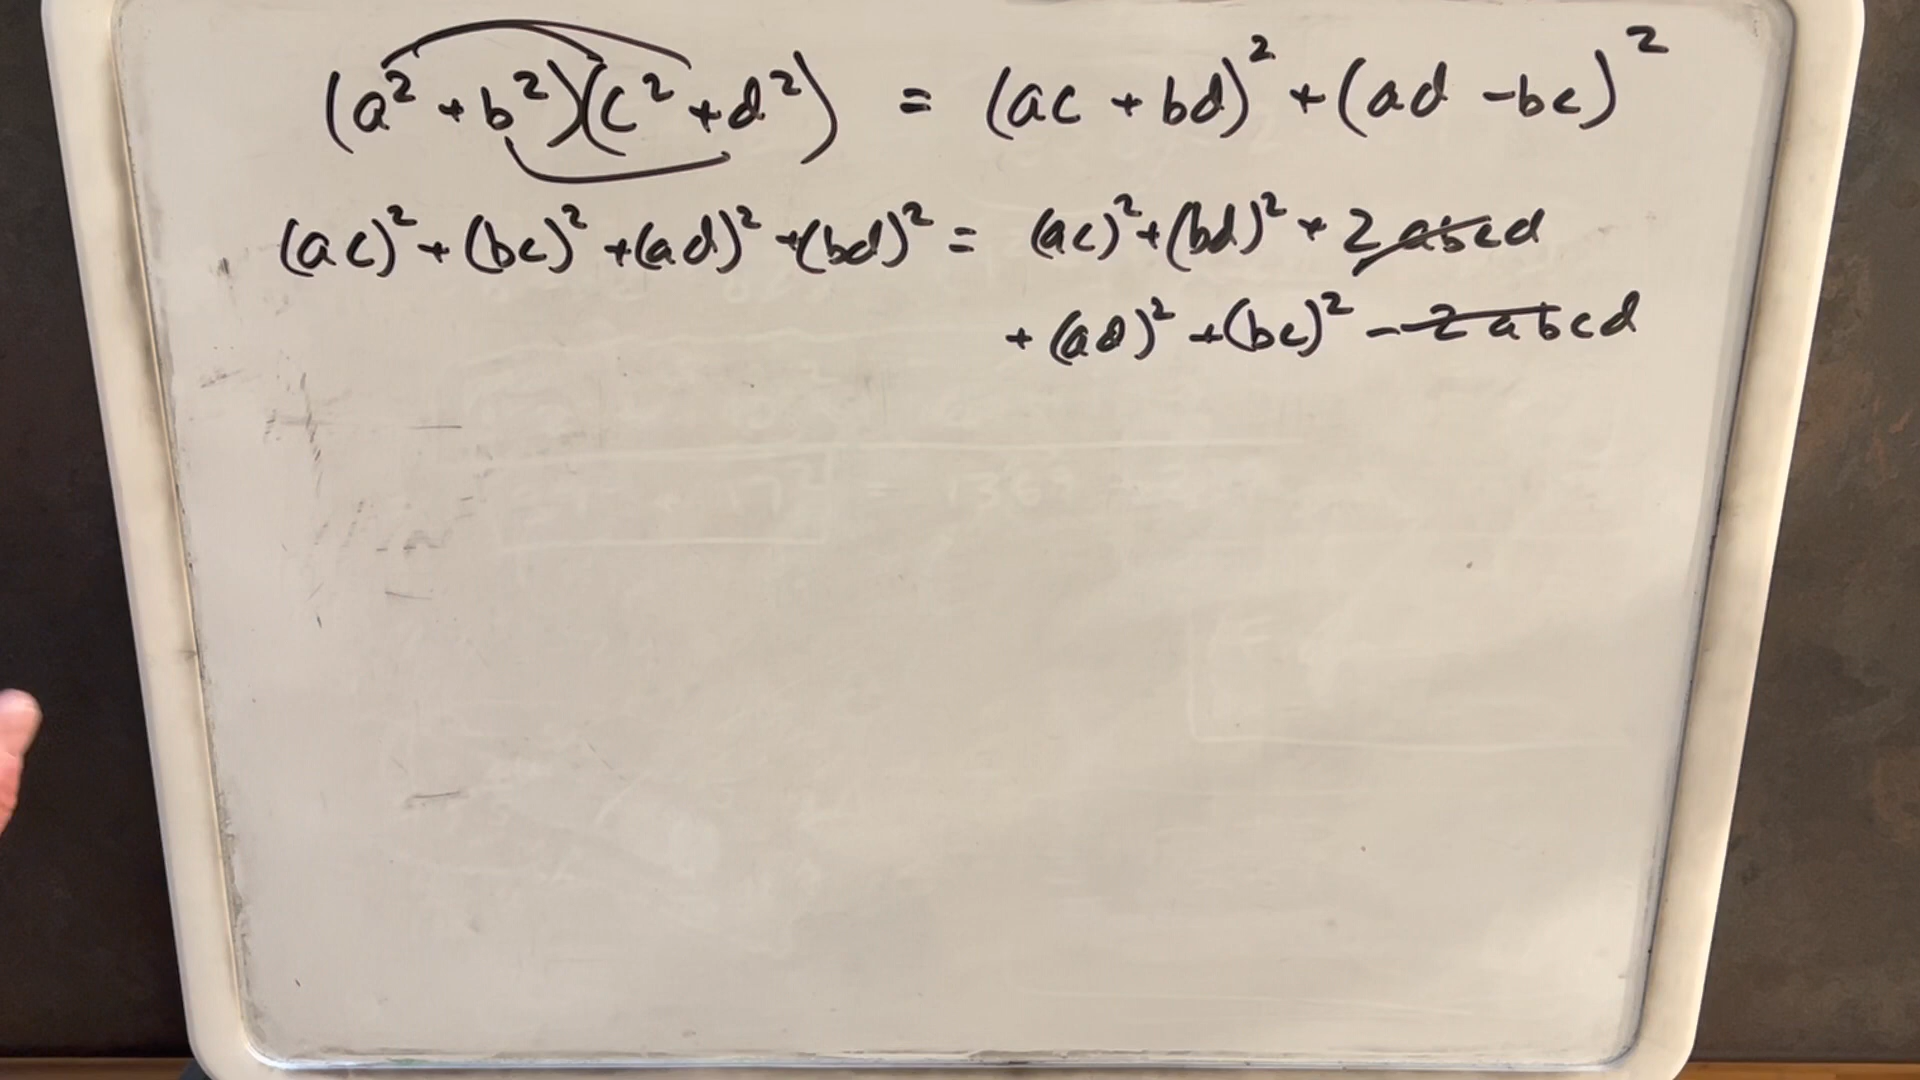 (a² + b²)(c² + d²) = (ac + bd)² + (ad - bc)²
(ac)² + (bc)² + (ad)² + (bd)² = (ac)² + (bd)² + 2abcd
+ (ad)² + (bc)² - 2abcd